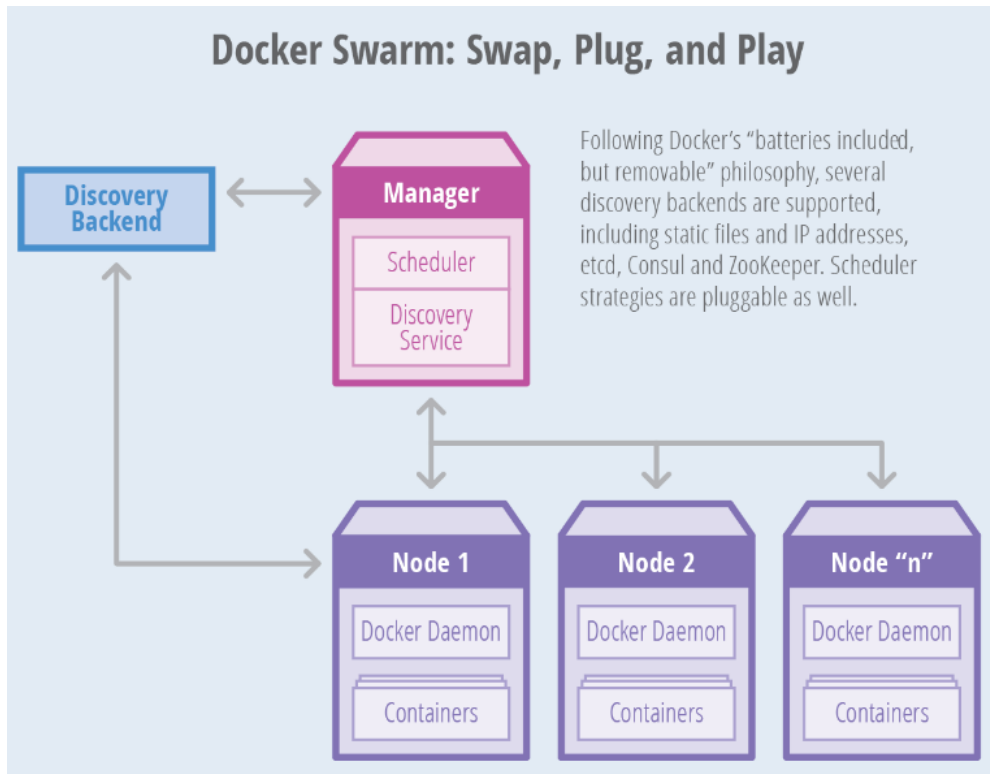 Docker Swarm: Swap, Plug, and Play
Discovery
Backend
Manager
Scheduler
Discovery
Service
Following Docker’s “batteries included,
but removable” philosophy, several
discovery backends are supported,
including static files and IP addresses,
etcd, Consul and ZooKeeper. Scheduler
strategies are pluggable as well.
Node 1
Docker Daemon
Containers
Node 2
Docker Daemon
Containers
Node “n”
Docker Daemon
Containers